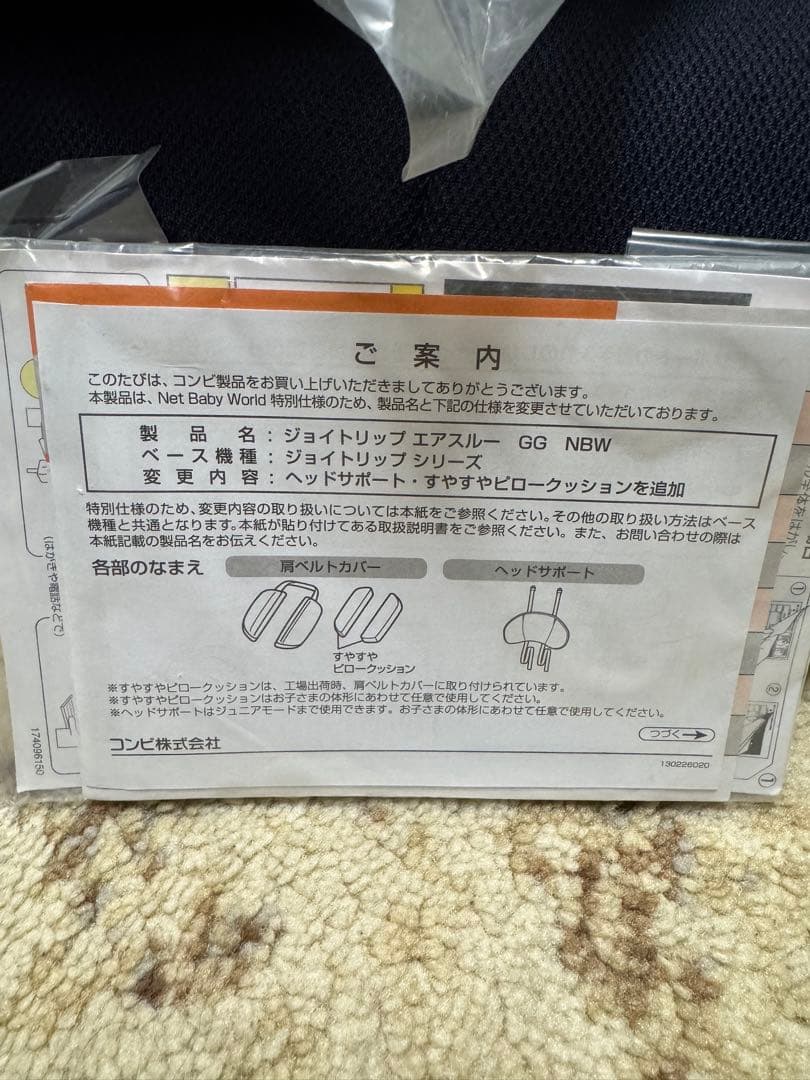 ご案内
このたびは、コンビ製品をお買い上げいただきましてありがとうございます。
本製品は、Net Baby World 特別仕様のため、製品名と下記の仕様を変更させていただいております。
製品名：ジョイトリップ エアスルー GG NBW
ベース機種：ジョイトリップ シリーズ
変更内容：ヘッドサポート・すやすやピロークッションを追加
特別仕様のため、変更内容の取り扱いについては本紙をご参照ください。その他の取り扱い方法はベース
機種と共通となります。本紙が貼り付けてある取扱説明書をご参照ください。また、お問い合わせの際は
本紙記載の製品名をお伝えください。
各部のなまえ
肩ベルトカバー
ヘッドサポート
すやすや
ピロークッション
※すやすやピロークッションは、工場出荷時、肩ベルトカバーに取り付けられています。
※すやすやピロークッションはお子さまの体形にあわせて任意で使用してください。
※ヘッドサポートはジュニアモードまで使用できます。お子さまの体形にあわせて任意で使用してください。
つづく
コンビ株式会社
130226020
(はがきや電話などで)
174096150
①
②
①